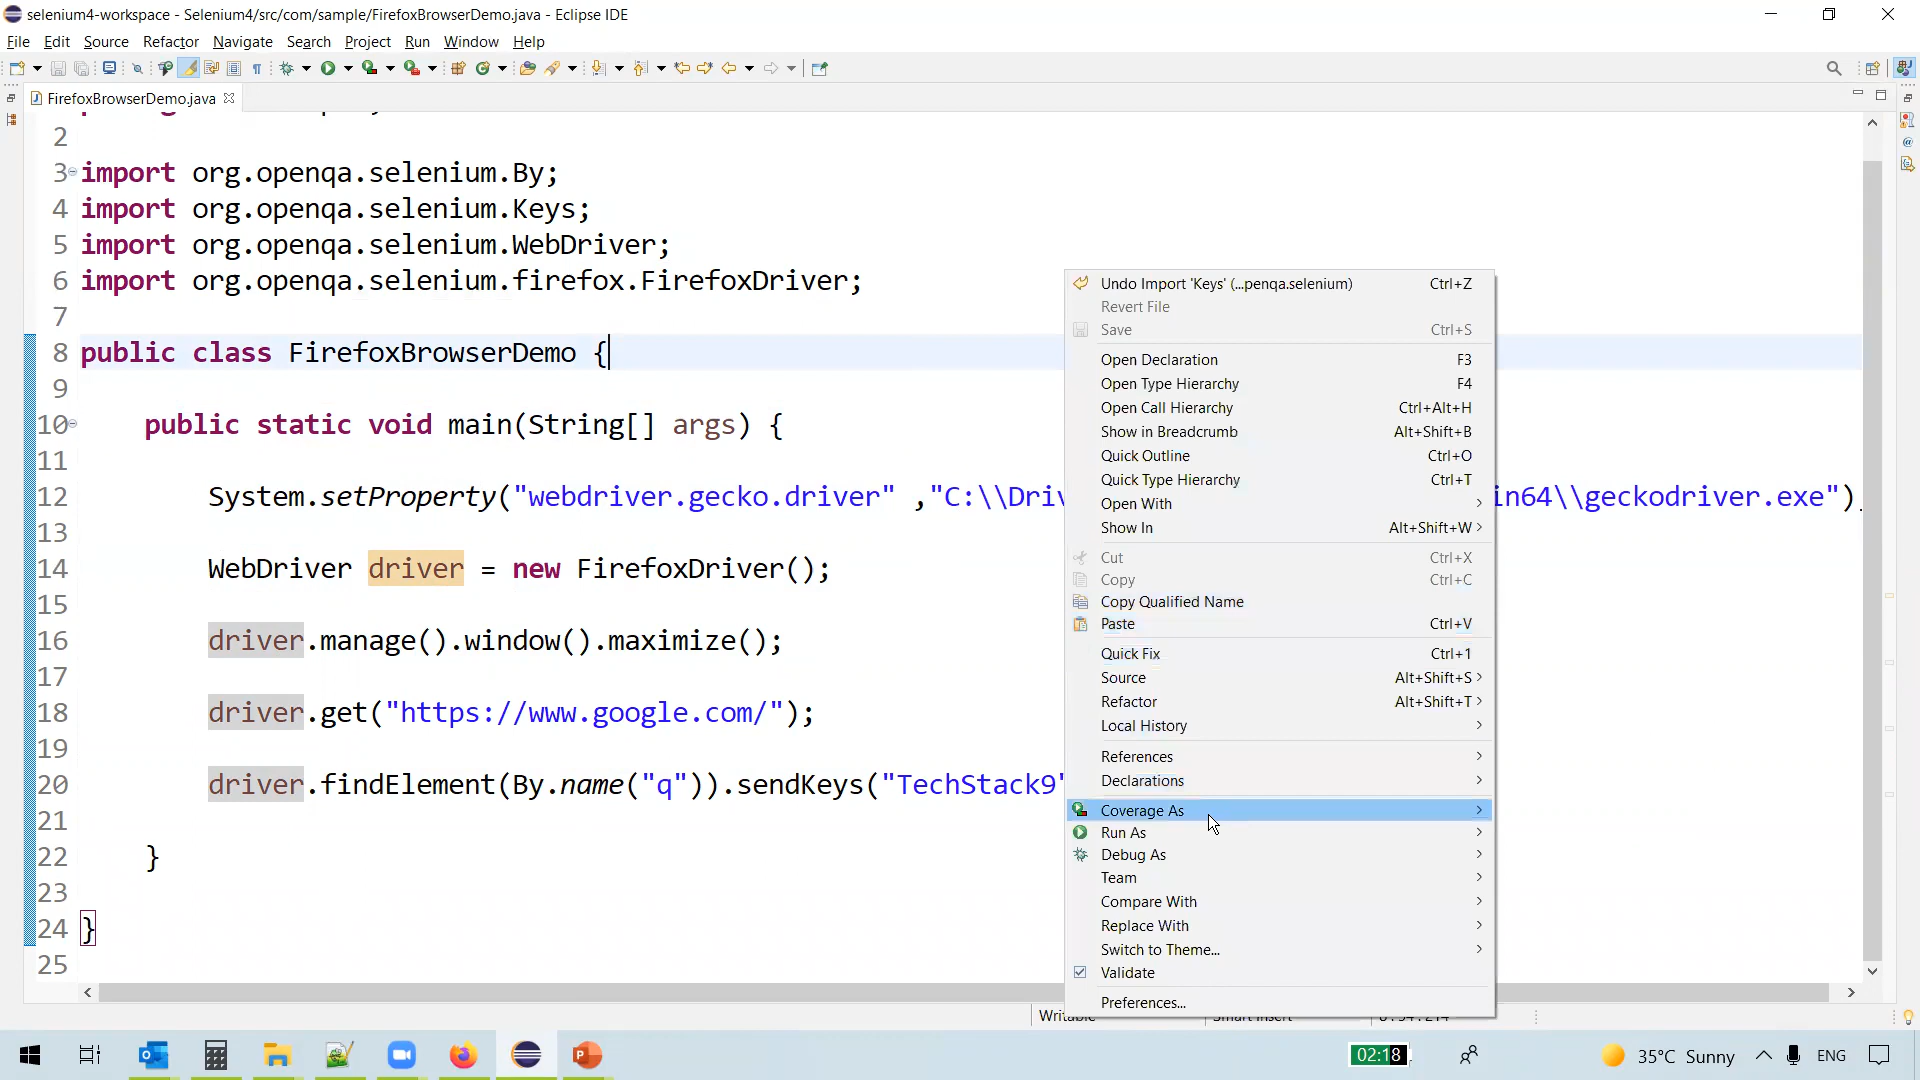 selenium4-workspace - Selenium4/src/com/sample/FirefoxBrowserDemo.java - Eclipse IDE
File Edit Source Refactor Navigate Search Project Run Window Help
FirefoxBrowserDemo.java
2
3 import org.openqa.selenium.By;
4 import org.openqa.selenium.Keys;
5 import org.openqa.selenium.WebDriver;
6 import org.openqa.selenium.firefox.FirefoxDriver;
7
8 public class FirefoxBrowserDemo {
9
10 public static void main(String[] args) {
11
12 System.setProperty("webdriver.gecko.driver" ,"C:\\Driv in64\\geckodriver.exe")
13
14 WebDriver driver = new FirefoxDriver();
15
16 driver.manage().window().maximize();
17
18 driver.get("https://www.google.com/");
19
20 driver.findElement(By.name("q")).sendKeys("TechStack9"
21
22 }
23
24 }
25
Undo Import 'Keys' (...penqa.selenium) Ctrl+Z
Revert File
Save Ctrl+S
Open Declaration F3
Open Type Hierarchy F4
Open Call Hierarchy Ctrl+Alt+H
Show in Breadcrumb Alt+Shift+B
Quick Outline Ctrl+O
Quick Type Hierarchy Ctrl+T
Open With
Show In Alt+Shift+W
Cut Ctrl+X
Copy Ctrl+C
Copy Qualified Name
Paste Ctrl+V
Quick Fix Ctrl+1
Source Alt+Shift+S
Refactor Alt+Shift+T
Local History
References
Declarations
Coverage As
Run As
Debug As
Team
Compare With
Replace With
Switch to Theme...
Validate
Preferences...
Writable Smart Insert
02:18 35°C Sunny ENG